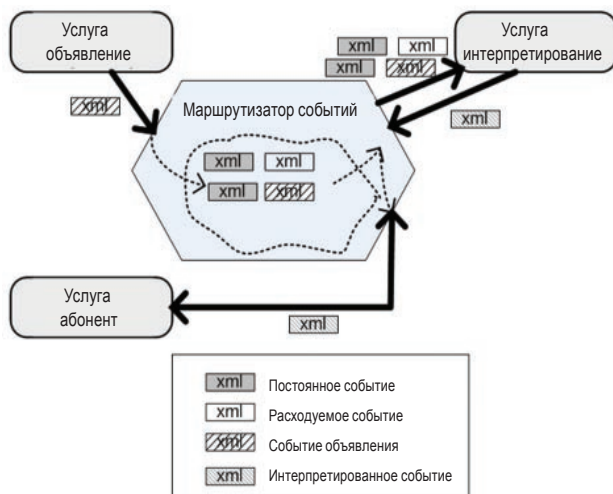 Услуга
объявление
xml
xml
xml
xml
xml
Услуга
интерпретирование
xml
Маршрутизатор событий
xml
xml
xml
xml
Услуга
абонент
xml
xml Постоянное событие
xml Расходуемое событие
xml Событие объявления
xml Интерпретированное событие